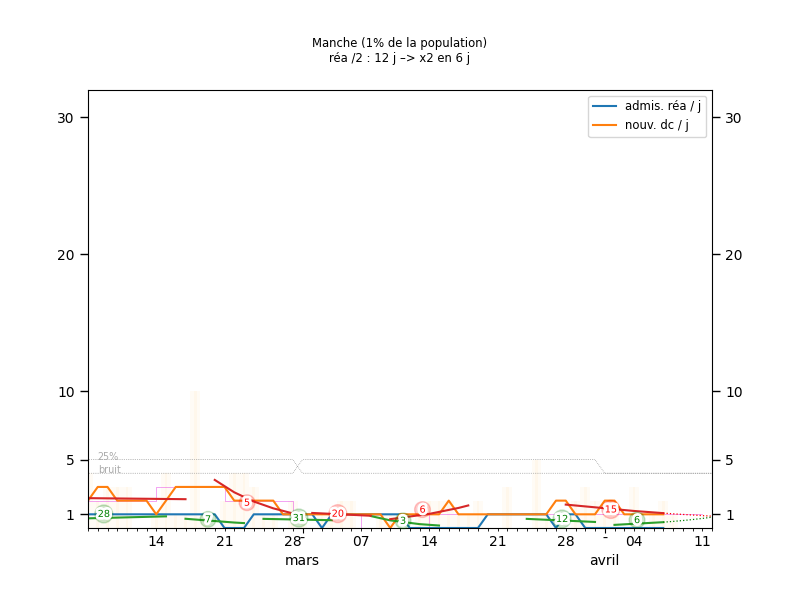 Manche (1% de la population)
réa /2 : 12 j –> x2 en 6 j
admis. réa / j
nouv. dc / j
30 30
20 20
10 10
5 5
1 1
25%
bruit
28 7 5 31 20 3 6 12 15 6
14 21 28 07 14 21 28 - 04 11
mars avril